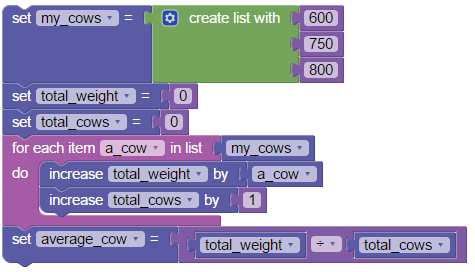 set my_cows = create list with 600
750
800
set total_weight = 0
set total_cows = 0
for each item a_cow in list my_cows
do increase total_weight by a_cow
increase total_cows by 1
set average_cow = total_weight ÷ total_cows